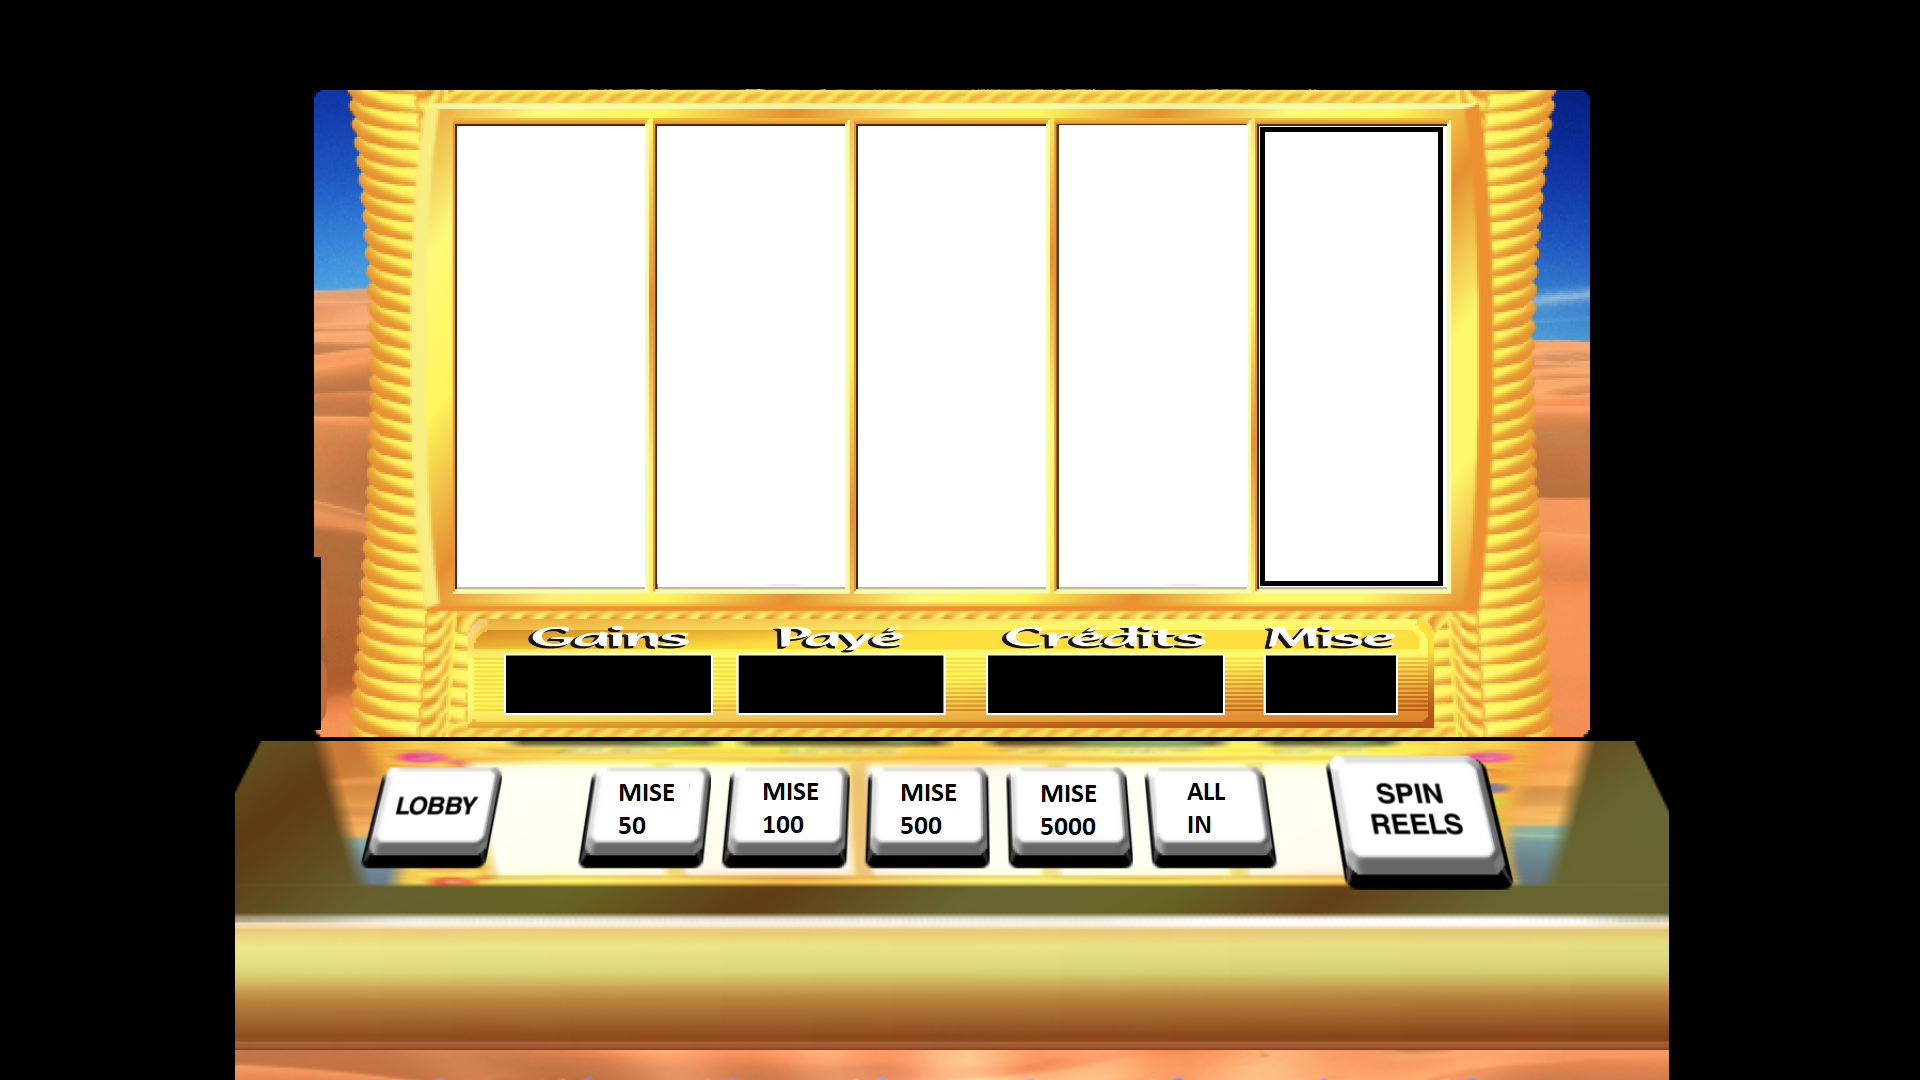 Gains Payé Crédits Mise
LOBBY
MISE
50
MISE
100
MISE
500
MISE
5000
ALL
IN
SPIN
REELS